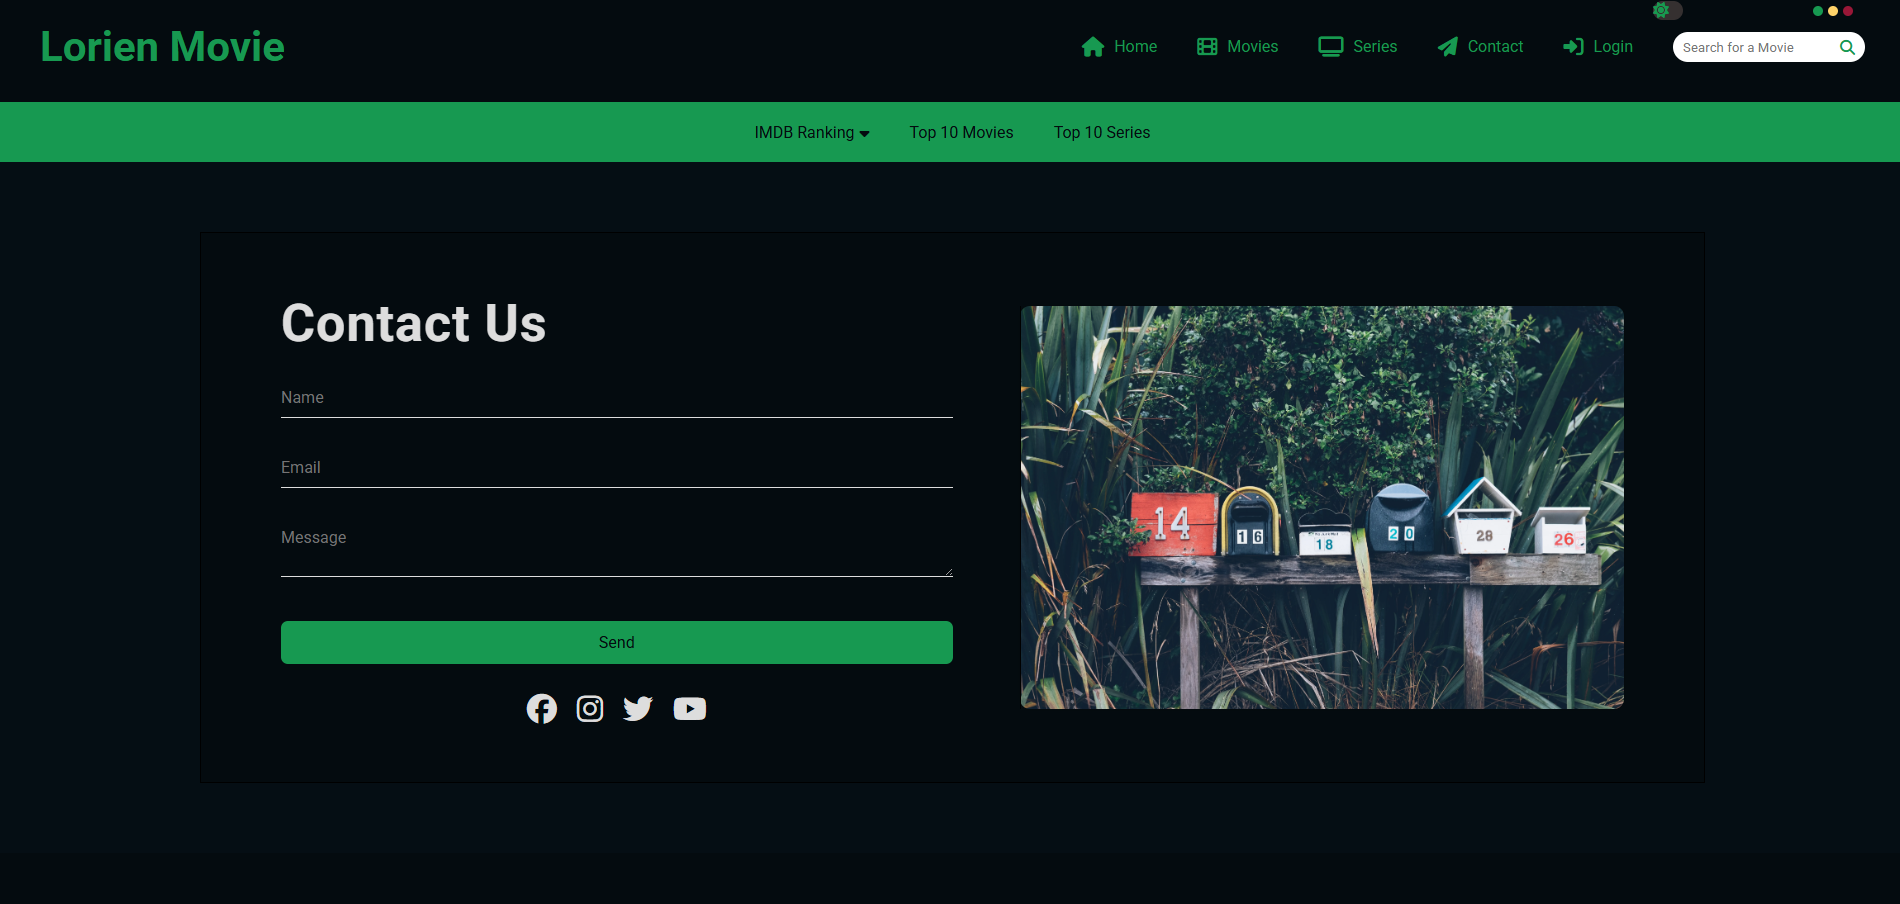 Lorien Movie
Home Movies Series Contact Login Search for a Movie
IMDB Ranking Top 10 Movies Top 10 Series
Contact Us
Name
Email
Message
Send
14 16 18 20 28 26